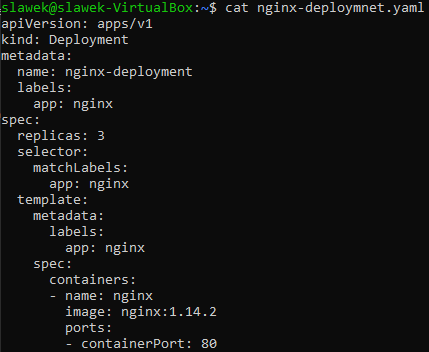 slawek@slawek-VirtualBox:~$ cat nginx-deploymnet.yaml
apiVersion: apps/v1
kind: Deployment
metadata:
  name: nginx-deployment
  labels:
    app: nginx
spec:
  replicas: 3
  selector:
    matchLabels:
      app: nginx
  template:
    metadata:
      labels:
        app: nginx
    spec:
      containers:
      - name: nginx
        image: nginx:1.14.2
        ports:
        - containerPort: 80